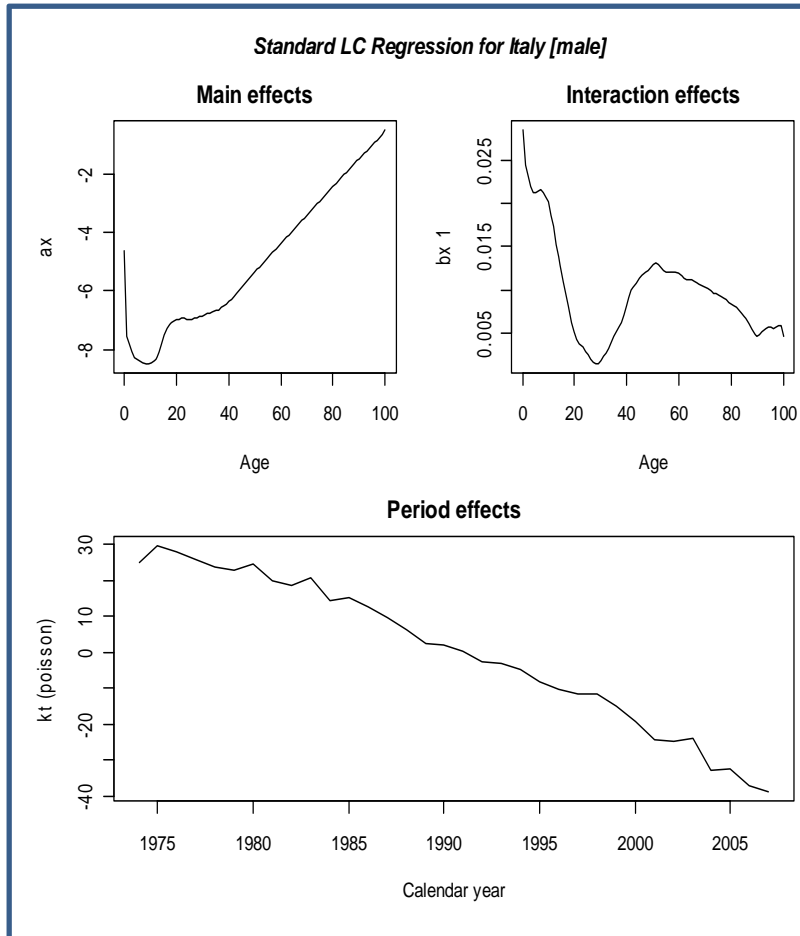 Standard LC Regression for Italy [male]
Main effects
ax
-2
-4
-6
-8
0 20 40 60 80 100
Age
Interaction effects
bx 1
0.025
0.015
0.005
0 20 40 60 80 100
Age
Period effects
kt (poisson)
30
10
0
-20
-40
1975 1980 1985 1990 1995 2000 2005
Calendar year